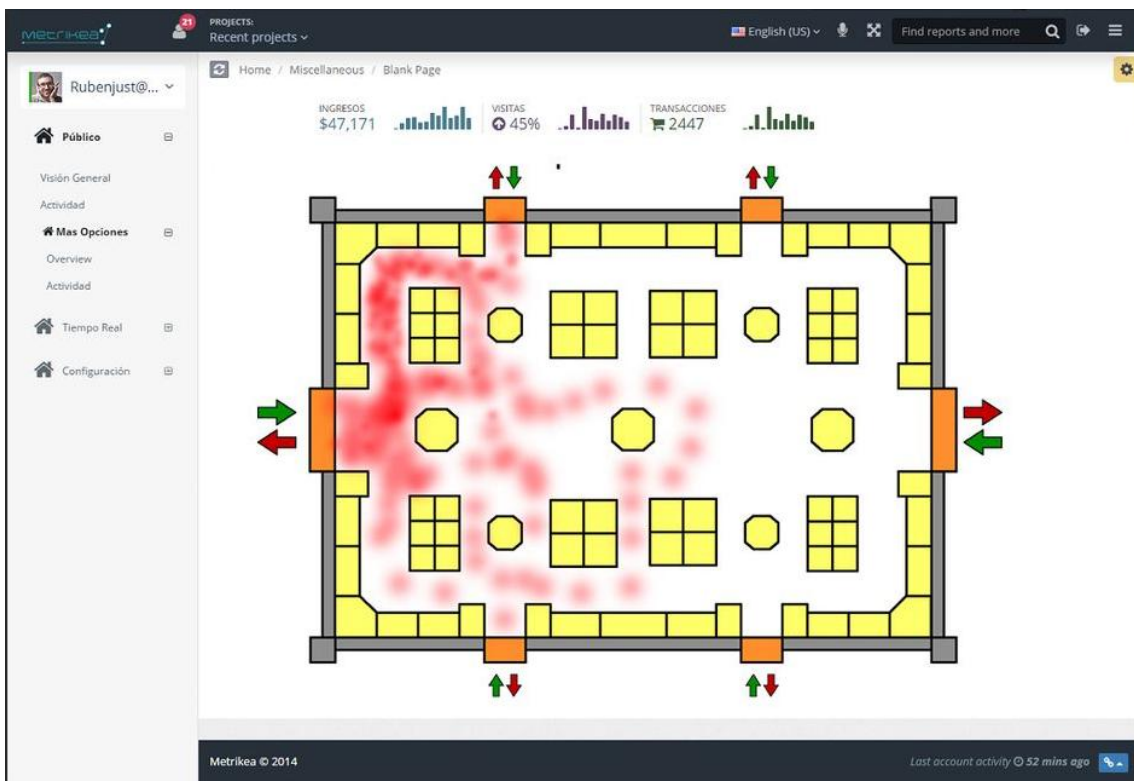 metrikea
21
PROJECTS:
Recent projects
English (US)
Find reports and more
Rubenjust@...
Home / Miscellaneous / Blank Page
INGRESOS
$47,171
VISITAS
45%
TRANSACCIONES
2447
Público
Visión General
Actividad
Mas Opciones
Overview
Actividad
Tiempo Real
Configuración
Metrikea © 2014
Last account activity 52 mins ago